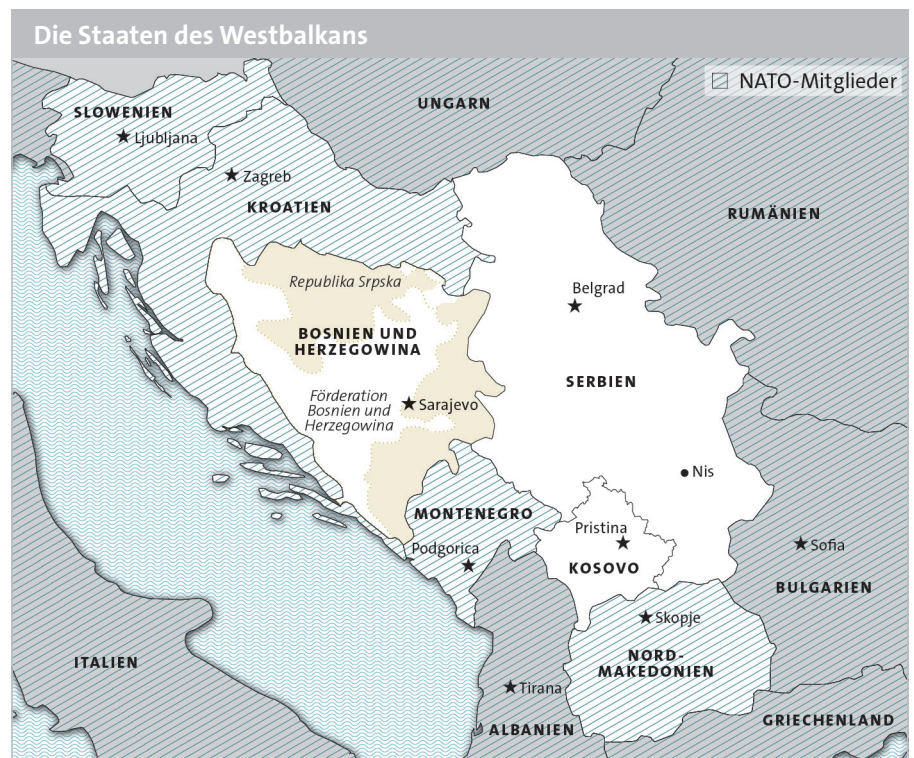 Die Staaten des Westbalkans
NATO-Mitglieder
SLOWENIEN
Ljubljana
UNGARN
Zagreb
KROATIEN
RUMÄNIEN
Republika Srpska
Belgrad
BOSNIEN UND
HERZEGOWINA
SERBIEN
Förderation
Bosnien und
Herzegowina
Sarajevo
Nis
MONTENEGRO
Pristina
Podgorica
KOSOVO
Sofia
BULGARIEN
Skopje
ITALIEN
NORD-
MAKEDONIEN
Tirana
ALBANIEN
GRIECHENLAND